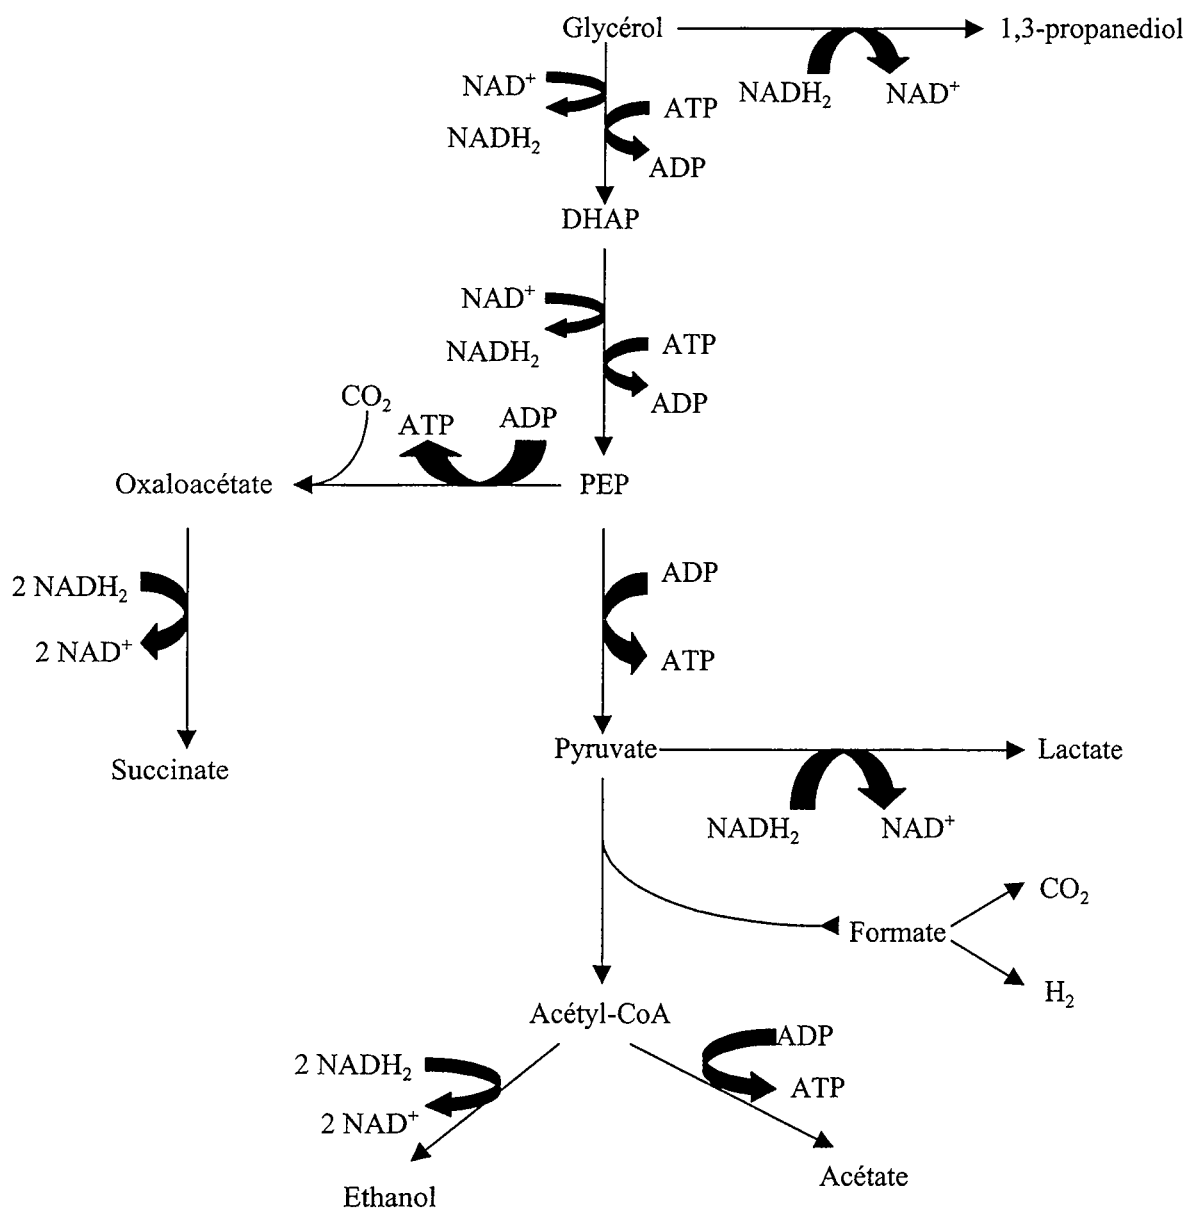 Glycérol
1,3-propanediol
NAD⁺
NADH₂
ATP
ADP
NADH₂
NAD⁺
DHAP
NAD⁺
NADH₂
ATP
ADP
CO₂
ATP
ADP
Oxaloacétate
PEP
2 NADH₂
2 NAD⁺
ADP
ATP
Succinate
Pyruvate
Lactate
NADH₂
NAD⁺
Formate
CO₂
H₂
Acétyl-CoA
2 NADH₂
2 NAD⁺
ADP
ATP
Ethanol
Acétate